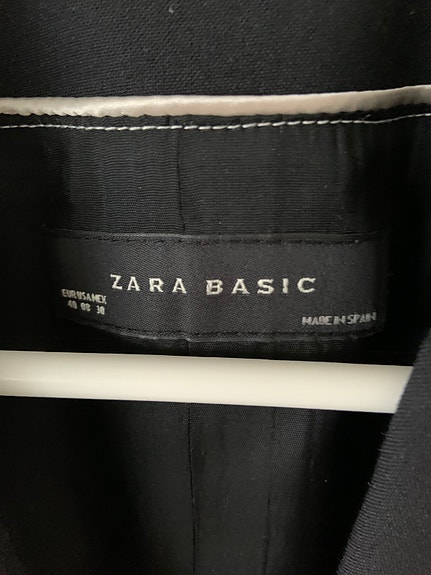 ZARA BASIC
EUR USA MEX
40 08 30
MADE IN SPAIN